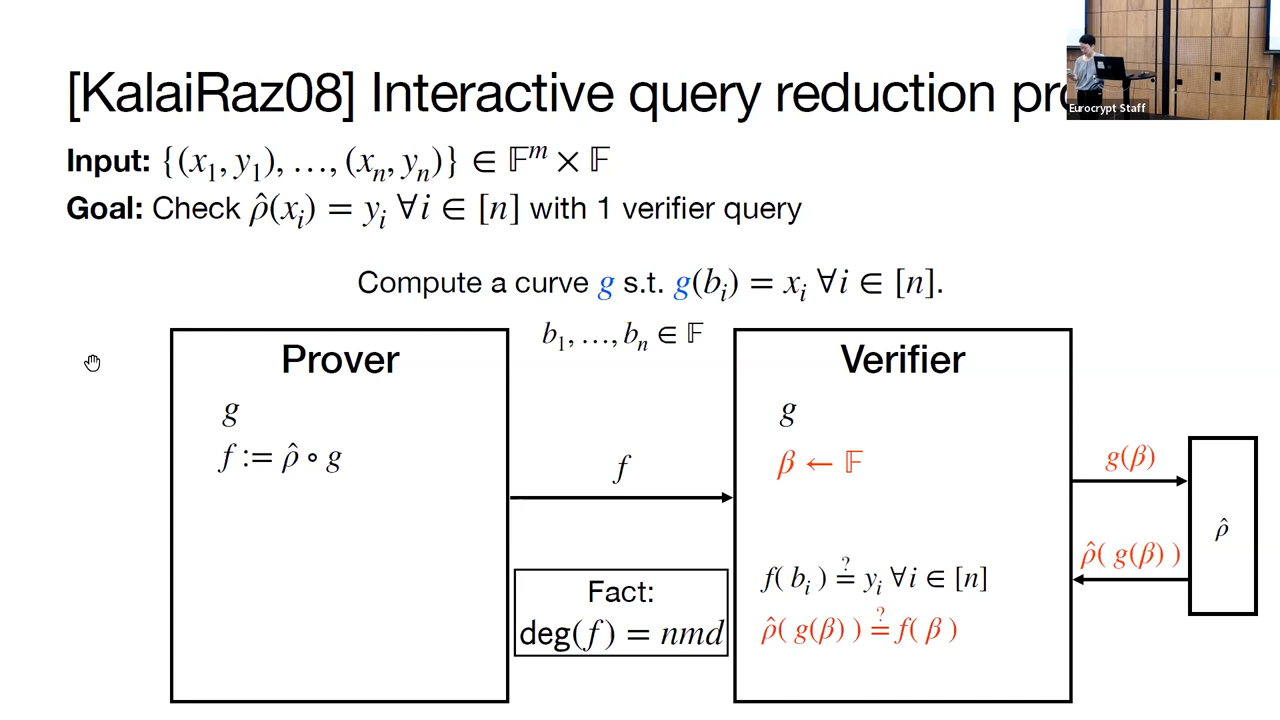 [KalaiRaz08] Interactive query reduction
Eurocrypt Staff
Input: {(x₁, y₁), …, (xₙ, yₙ)} ∈ 𝔽ᵐ × 𝔽
Goal: Check ρ̂(xᵢ) = yᵢ ∀i ∈ [n] with 1 verifier query
Compute a curve g s.t. g(bᵢ) = xᵢ ∀i ∈ [n].
b₁, …, bₙ ∈ 𝔽
Prover
g
f := ρ̂ ∘ g
f
Fact:
deg(f) = nmd
Verifier
g
β ← 𝔽
f( bᵢ ) ≟ yᵢ ∀i ∈ [n]
ρ̂( g(β) ) ≟ f( β )
g(β)
ρ̂( g(β) )
ρ̂